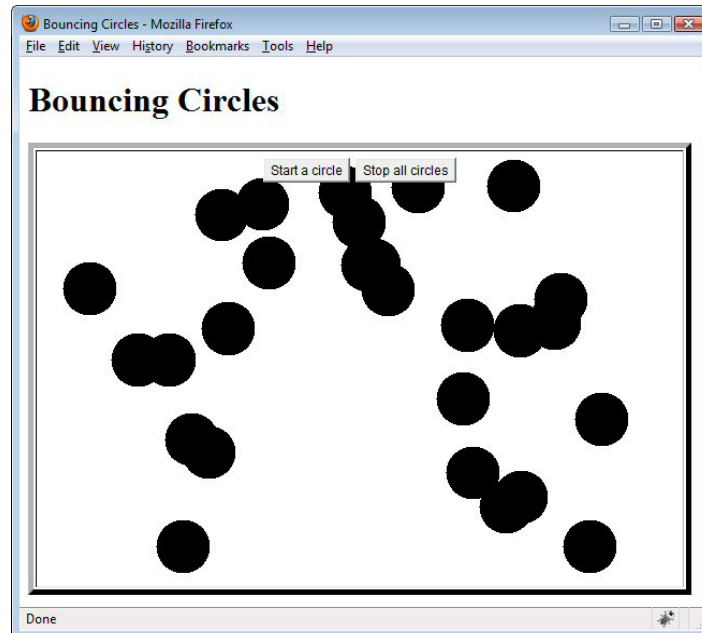 Bouncing Circles - Mozilla Firefox
File Edit View History Bookmarks Tools Help
Bouncing Circles
Start a circle Stop all circles
Done